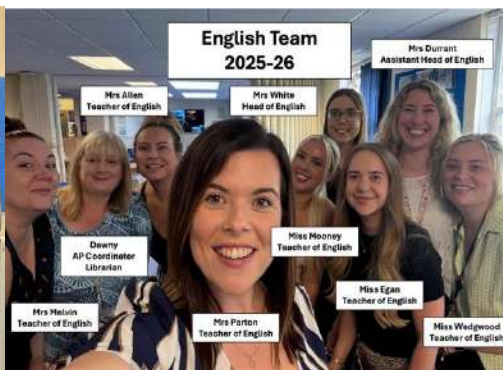 English Team
2025-26
Mrs Durrant
Assistant Head of English
Mrs Allen
Teacher of English
Mrs White
Head of English
Dawny
AP Coordinator
Librarian
Miss Mooney
Teacher of English
Miss Egan
Teacher of English
Mrs Melvin
Teacher of English
Mrs Parton
Teacher of English
Miss Wedgwood
Teacher of English